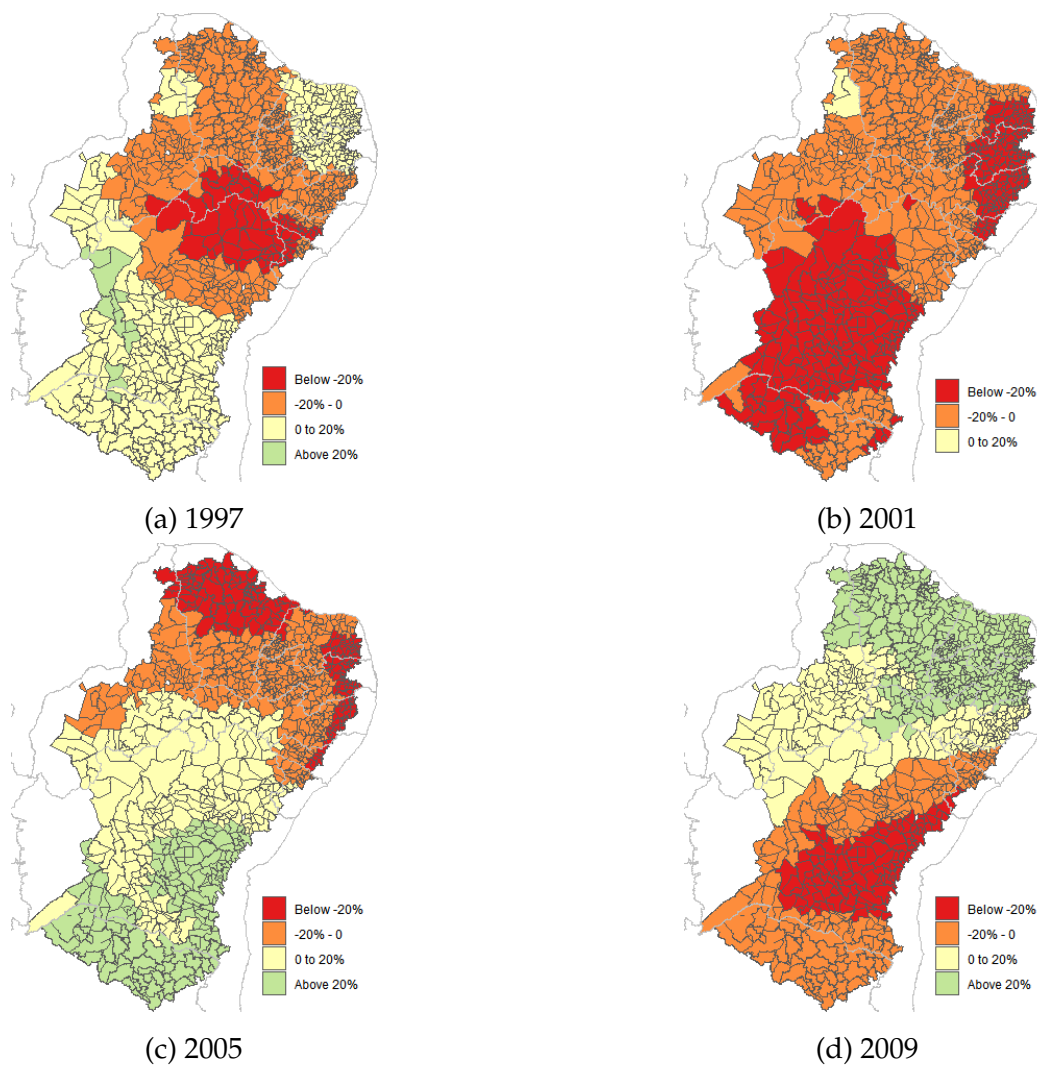 Below -20%
-20% - 0
0 to 20%
Above 20%
(a) 1997
Below -20%
-20% - 0
0 to 20%
(b) 2001
Below -20%
-20% - 0
0 to 20%
Above 20%
(c) 2005
Below -20%
-20% - 0
0 to 20%
Above 20%
(d) 2009